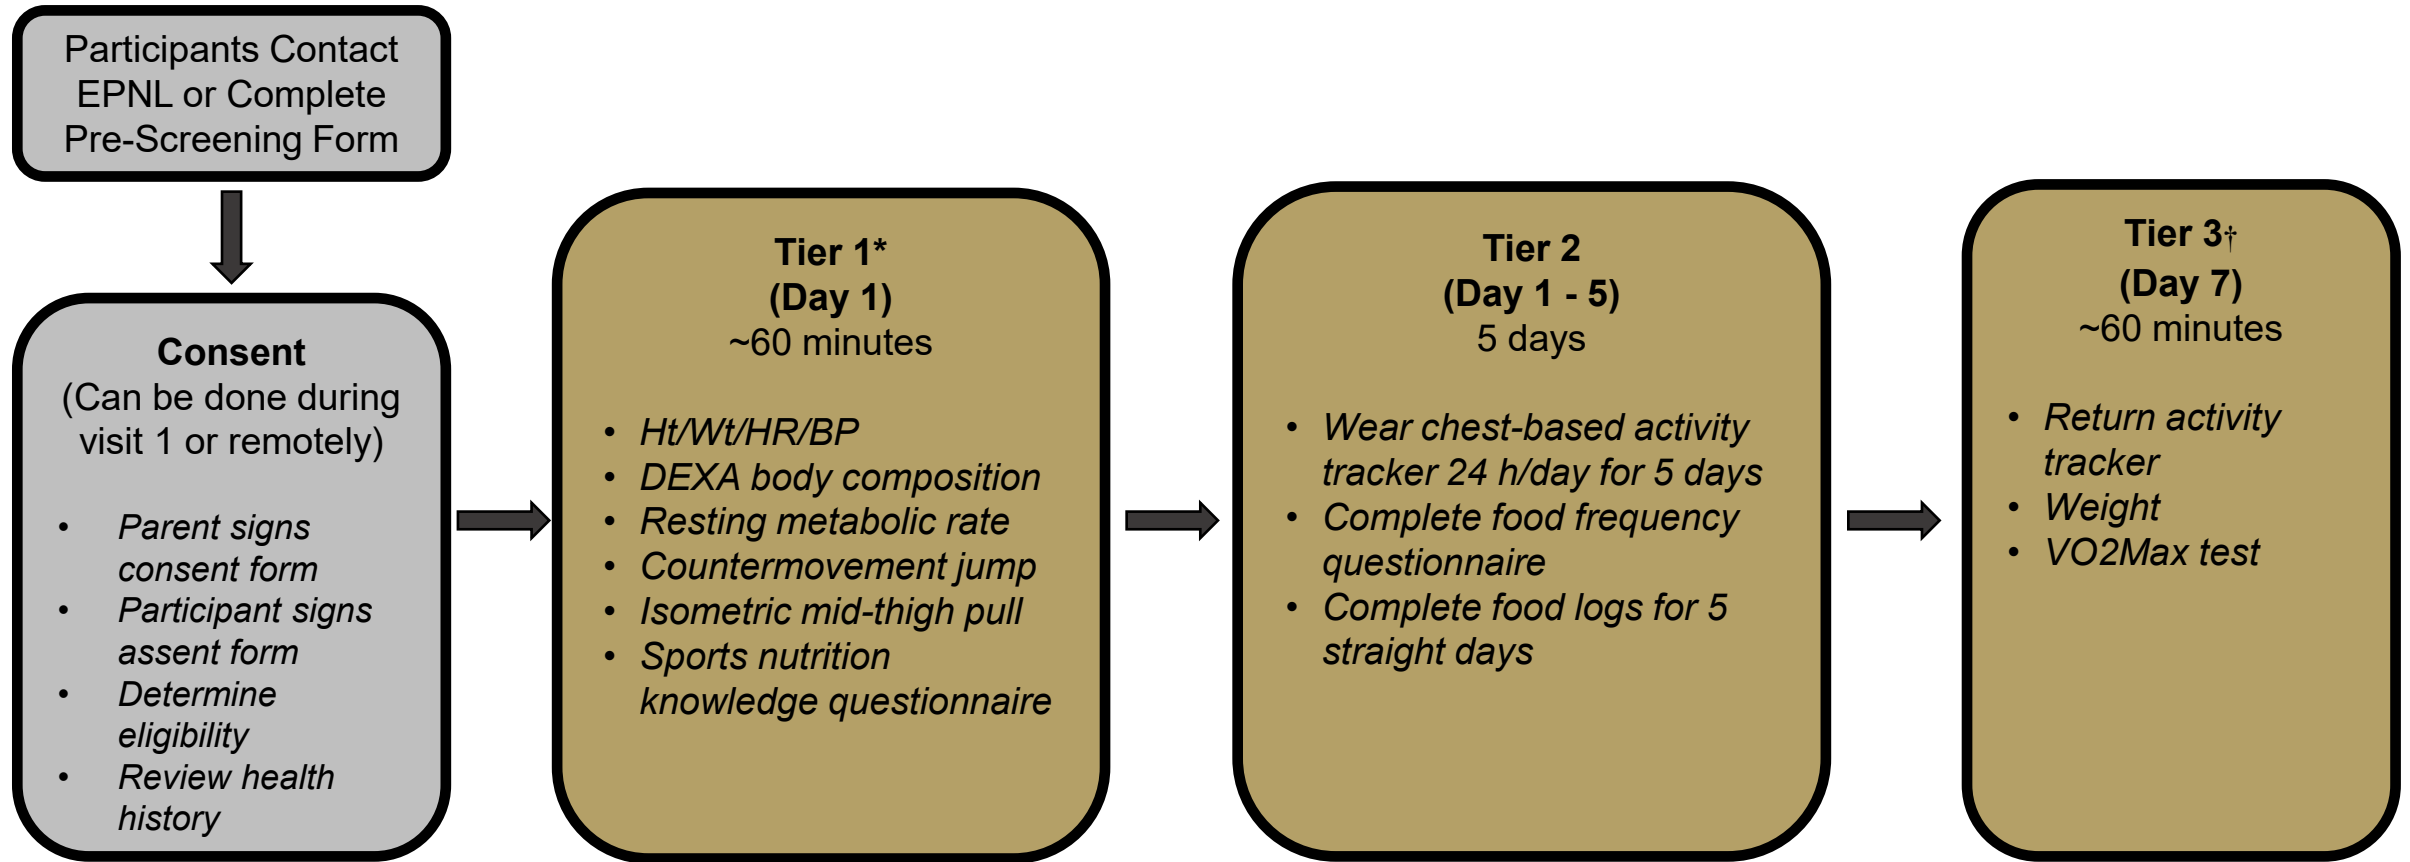 Participants Contact
EPNL or Complete
Pre-Screening Form
Consent
(Can be done during
visit 1 or remotely)
• Parent signs
consent form
• Participant signs
assent form
• Determine
eligibility
• Review health
history
Tier 1*
(Day 1)
~60 minutes
• Ht/Wt/HR/BP
• DEXA body composition
• Resting metabolic rate
• Countermovement jump
• Isometric mid-thigh pull
• Sports nutrition
knowledge questionnaire
Tier 2
(Day 1 - 5)
5 days
• Wear chest-based activity
tracker 24 h/day for 5 days
• Complete food frequency
questionnaire
• Complete food logs for 5
straight days
Tier 3†
(Day 7)
~60 minutes
• Return activity
tracker
• Weight
• VO2Max test